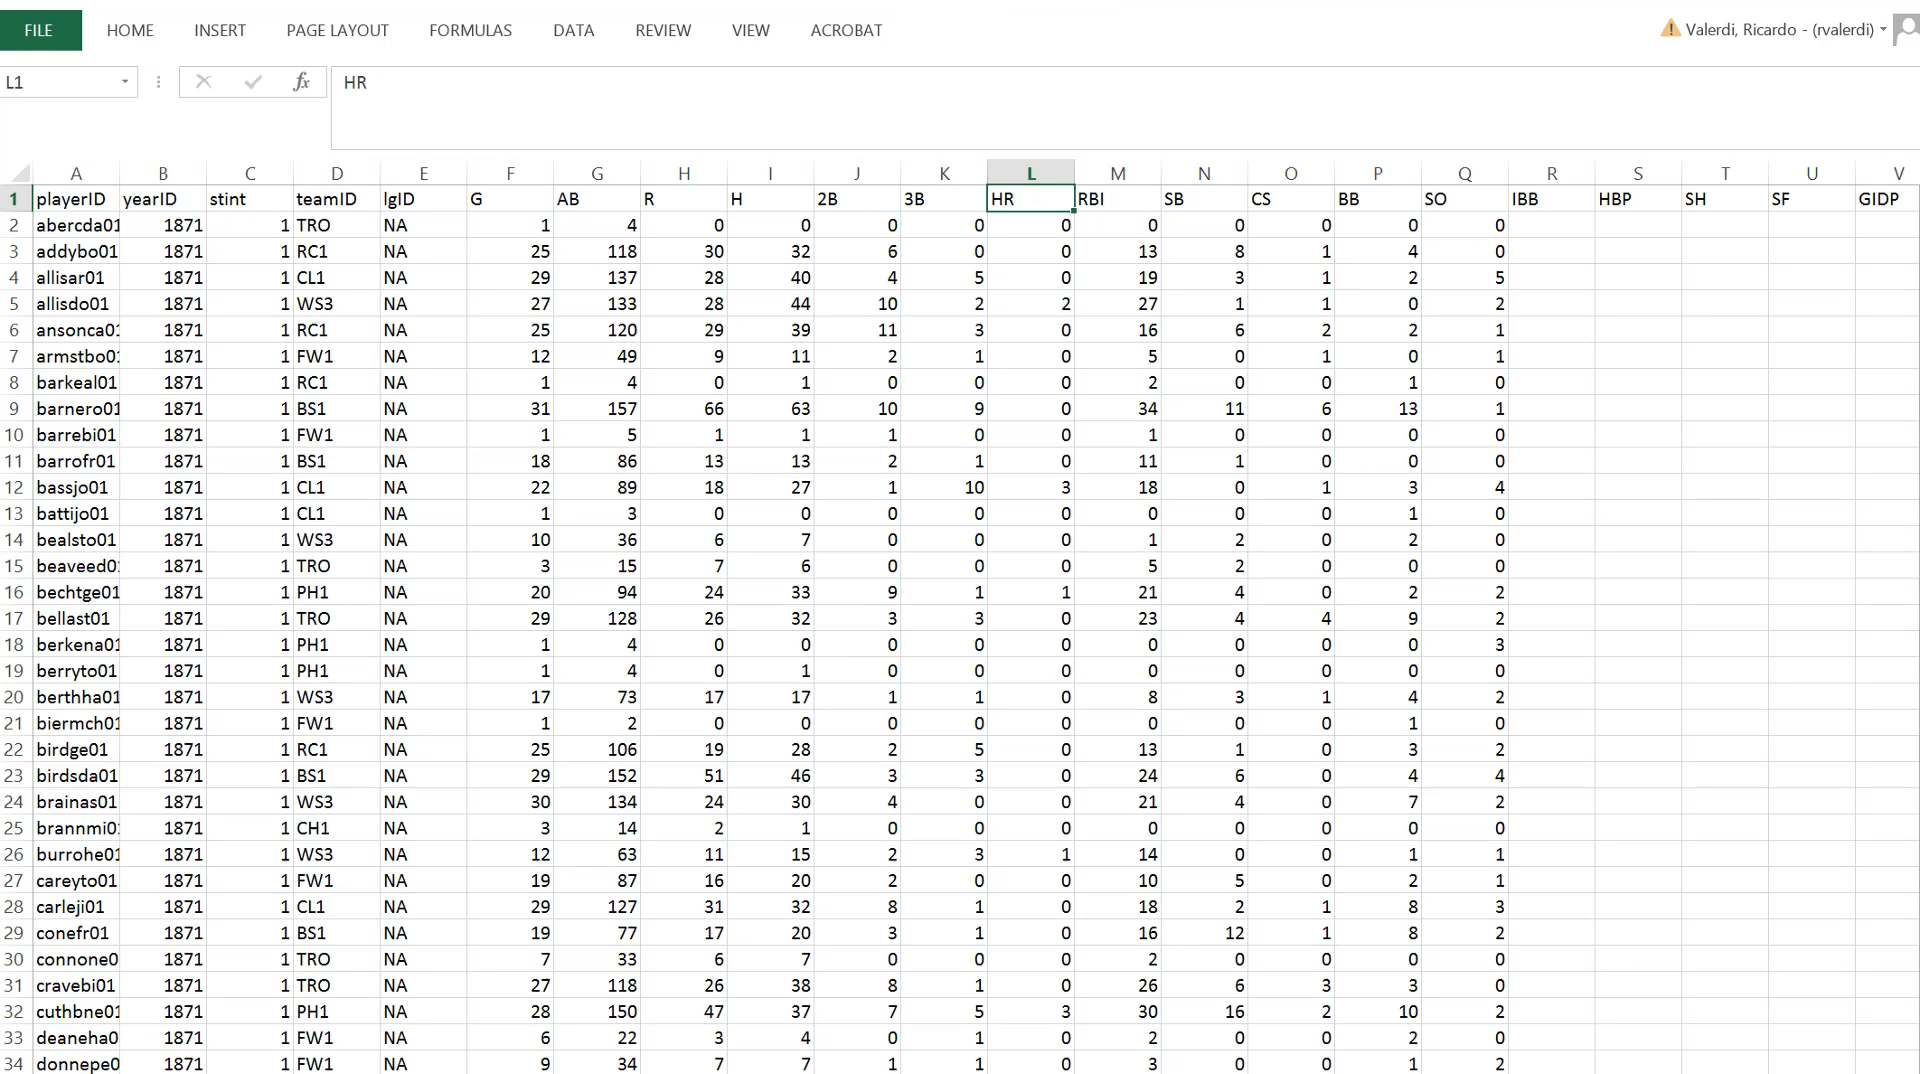 FILE HOME INSERT PAGE LAYOUT FORMULAS DATA REVIEW VIEW ACROBAT Valerdi, Ricardo - (rvalerdi)
L1 fx HR
A B C D E F G H I J K L M N O P Q R S T U V
1 playerID yearID stint teamID lgID G AB R H 2B 3B HR RBI SB CS BB SO IBB HBP SH SF GIDP
2 abercda01 1871 1 TRO NA 1 4 0 0 0 0 0 0 0 0 0 0
3 addybo01 1871 1 RC1 NA 25 118 30 32 6 0 0 13 8 1 4 0
4 allisar01 1871 1 CL1 NA 29 137 28 40 4 5 0 19 3 1 2 5
5 allisdo01 1871 1 WS3 NA 27 133 28 44 10 2 2 27 1 1 0 2
6 ansonca01 1871 1 RC1 NA 25 120 29 39 11 3 0 16 6 2 2 1
7 armstbo0 1871 1 FW1 NA 12 49 9 11 2 1 0 5 0 1 0 1
8 barkeal01 1871 1 RC1 NA 1 4 0 1 0 0 0 2 0 0 1 0
9 barnero01 1871 1 BS1 NA 31 157 66 63 10 9 0 34 11 6 13 1
10 barrebi01 1871 1 FW1 NA 1 5 1 1 1 0 0 1 0 0 0 0
11 barrofr01 1871 1 BS1 NA 18 86 13 13 2 1 0 11 1 0 0 0
12 bassjo01 1871 1 CL1 NA 22 89 18 27 1 10 3 18 0 1 3 4
13 battijo01 1871 1 CL1 NA 1 3 0 0 0 0 0 0 0 0 1 0
14 bealsto01 1871 1 WS3 NA 10 36 6 7 0 0 0 1 2 0 2 0
15 beaveed0 1871 1 TRO NA 3 15 7 6 0 0 0 5 2 0 0 0
16 bechtge01 1871 1 PH1 NA 20 94 24 33 9 1 1 21 4 0 2 2
17 bellast01 1871 1 TRO NA 29 128 26 32 3 3 0 23 4 4 9 2
18 berkena01 1871 1 PH1 NA 1 4 0 0 0 0 0 0 0 0 0 3
19 berryto01 1871 1 PH1 NA 1 4 0 1 0 0 0 0 0 0 0 0
20 berthha01 1871 1 WS3 NA 17 73 17 17 1 1 0 8 3 1 4 2
21 biermch01 1871 1 FW1 NA 1 2 0 0 0 0 0 0 0 0 1 0
22 birdge01 1871 1 RC1 NA 25 106 19 28 2 5 0 13 1 0 3 2
23 birdsda01 1871 1 BS1 NA 29 152 51 46 3 3 0 24 6 0 4 4
24 brainas01 1871 1 WS3 NA 30 134 24 30 4 0 0 21 4 0 7 2
25 brannmi0 1871 1 CH1 NA 3 14 2 1 0 0 0 0 0 0 0 0
26 burrohe01 1871 1 WS3 NA 12 63 11 15 2 3 1 14 0 0 1 1
27 careyto01 1871 1 FW1 NA 19 87 16 20 2 0 0 10 5 0 2 1
28 carleji01 1871 1 CL1 NA 29 127 31 32 8 1 0 18 2 1 8 3
29 conefr01 1871 1 BS1 NA 19 77 17 20 3 1 0 16 12 1 8 2
30 connone0 1871 1 TRO NA 7 33 6 7 0 0 0 2 0 0 0 0
31 cravebi01 1871 1 TRO NA 27 118 26 38 8 1 0 26 6 3 3 0
32 cuthbne01 1871 1 PH1 NA 28 150 47 37 7 5 3 30 16 2 10 2
33 deaneha0 1871 1 FW1 NA 6 22 3 4 0 1 0 2 0 0 2 0
34 donnepe0 1871 1 FW1 NA 9 34 7 7 1 1 0 3 0 0 1 2